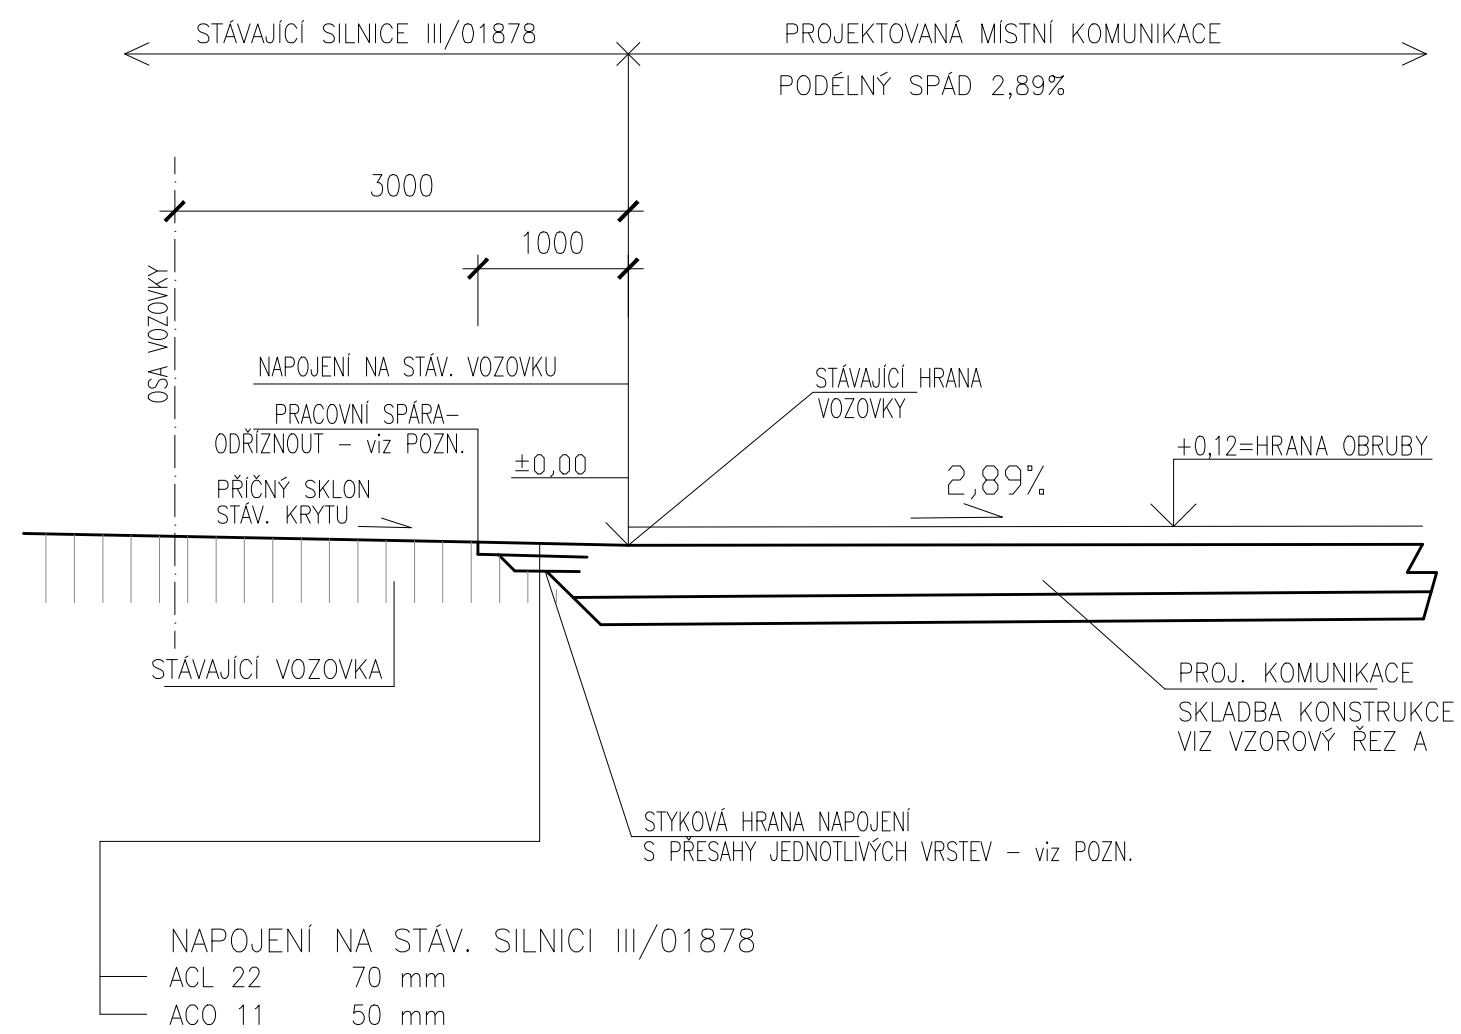 STÁVAJÍCÍ SILNICE III/01878
PROJEKTOVANÁ MÍSTNÍ KOMUNIKACE
PODÉLNÝ SPÁD 2,89%
3000
1000
OSA VOZOVKY
NAPOJENÍ NA STÁV. VOZOVKU
PRACOVNÍ SPÁRA-
ODŘÍZNOUT - viz POZN.
±0,00
PŘÍČNÝ SKLON
STÁV. KRYTU
STÁVAJÍCÍ HRANA
VOZOVKY
+0,12=HRANA OBRUBY
2,89%
STÁVAJÍCÍ VOZOVKA
PROJ. KOMUNIKACE
SKLADBA KONSTRUKCE
VIZ VZOROVÝ ŘEZ A
STYKOVÁ HRANA NAPOJENÍ
S PŘESAHY JEDNOTLIVÝCH VRSTEV - viz POZN.
NAPOJENÍ NA STÁV. SILNICI III/01878
ACL 22 70 mm
ACO 11 50 mm